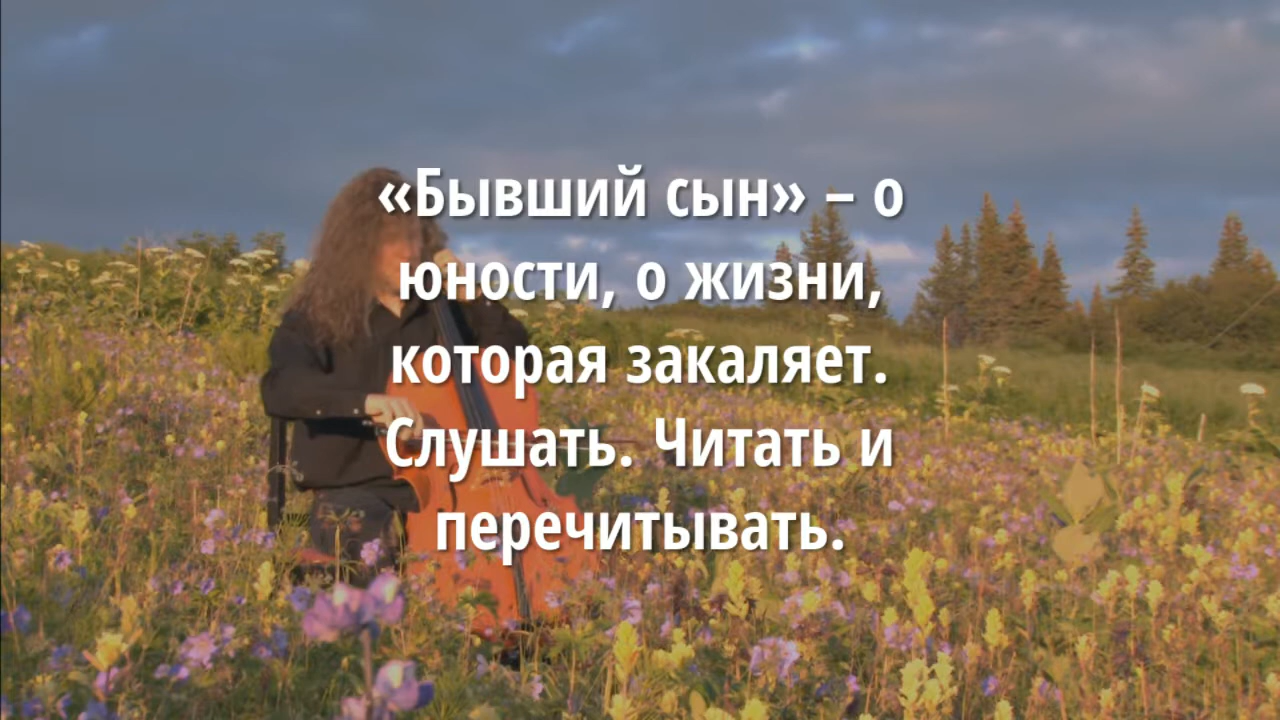 «Бывший сын» – о
юности, о жизни,
которая закаляет.
Слушать. Читать и
перечитывать.